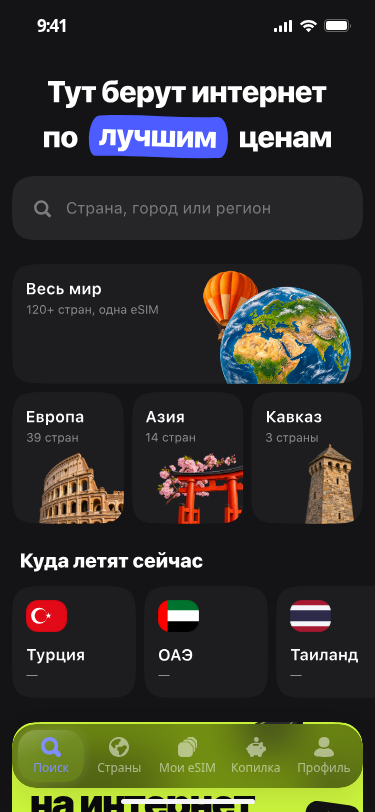 9:41
Тут берут интернет
по лучшим ценам
Страна, город или регион
Весь мир
120+ стран, одна eSIM
Европа
39 стран
Азия
14 стран
Кавказ
3 страны
Куда летят сейчас
Турция
—
ОАЭ
—
Таиланд
—
Поиск Страны Мои eSIM Копилка Профиль
на интернет